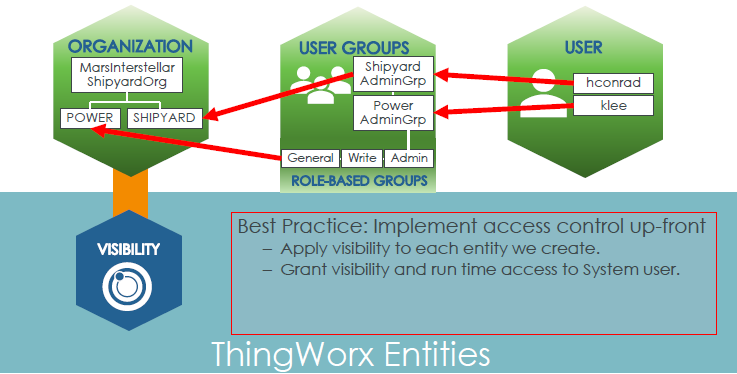 ORGANIZATION
MarsInterstellar
ShipyardOrg
POWER
SHIPYARD
USER GROUPS
Shipyard
AdminGrp
Power
AdminGrp
General
Write
Admin
ROLE-BASED GROUPS
USER
hconrad
klee
VISIBILITY
Best Practice: Implement access control up-front
– Apply visibility to each entity we create.
– Grant visibility and run time access to System user.
ThingWorx Entities